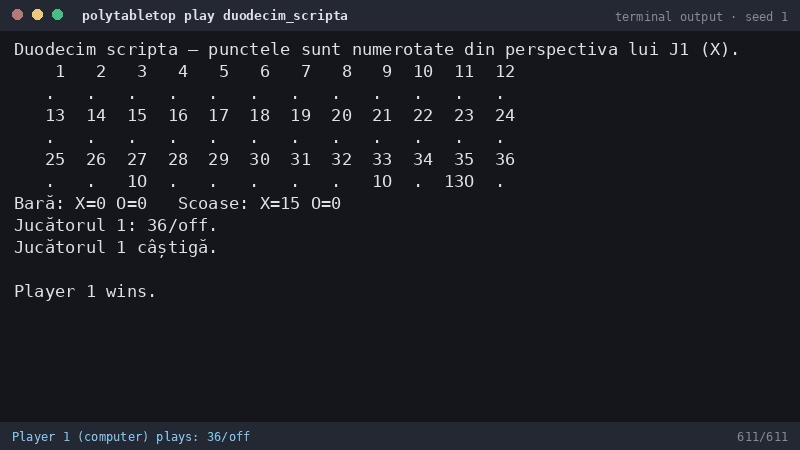 polytabletop play duodecim_scripta
terminal output · seed 1
Duodecim scripta — punctele sunt numerotate din perspectiva lui J1 (X).
1 2 3 4 5 6 7 8 9 10 11 12
. . . . . . . . . . . .
13 14 15 16 17 18 19 20 21 22 23 24
. . . . . . . . . . . .
25 26 27 28 29 30 31 32 33 34 35 36
. . 1O . . . . . 1O . 13O .
Bară: X=0 O=0 Scoase: X=15 O=0
Jucătorul 1: 36/off.
Jucătorul 1 câștigă.
Player 1 wins.
Player 1 (computer) plays: 36/off
611/611